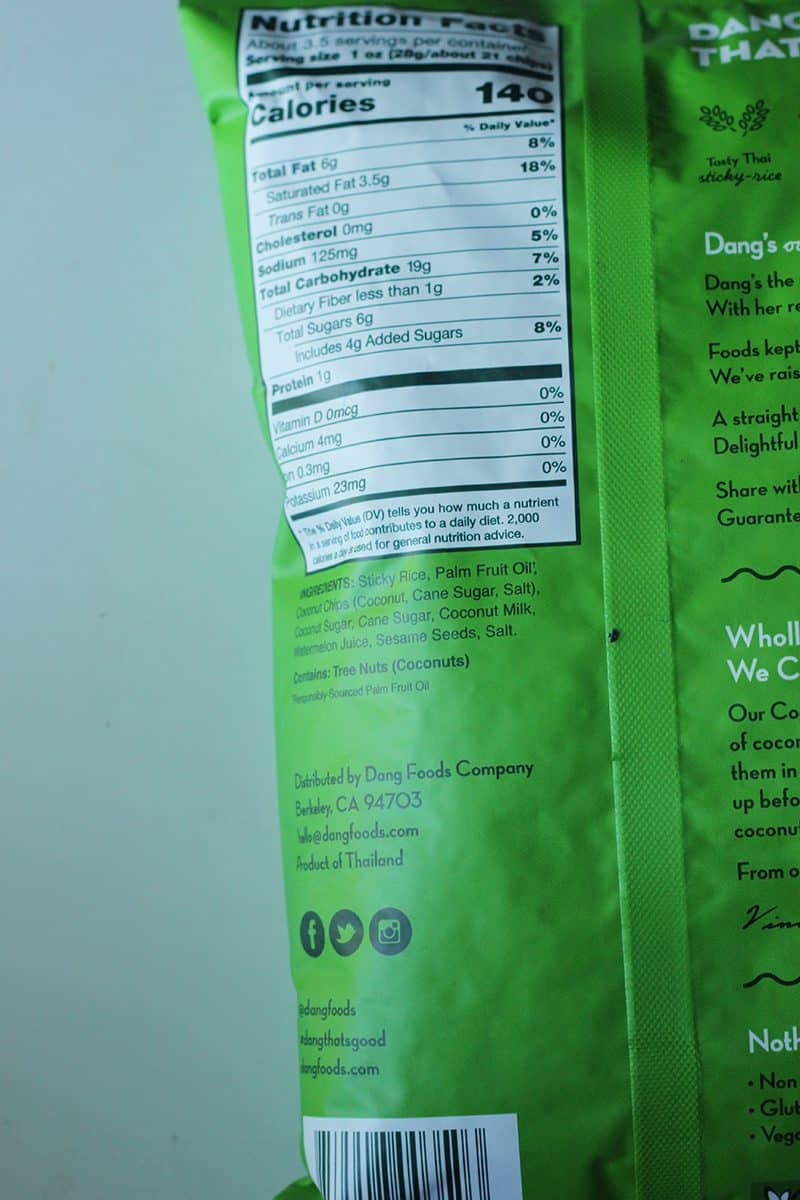 Nutrition Facts
About 3.5 servings per container
Serving size 1 oz (28g/about 21 chips)
Amount per serving
Calories 140
% Daily Value*
Total Fat 6g 8%
Saturated Fat 3.5g 18%
Trans Fat 0g
Cholesterol 0mg 0%
Sodium 125mg 5%
Total Carbohydrate 19g 7%
Dietary Fiber less than 1g 2%
Total Sugars 6g
Includes 4g Added Sugars 8%
Protein 1g
Vitamin D 0mcg 0%
Calcium 4mg 0%
on 0.3mg 0%
Potassium 23mg 0%
*The % Daily Value (DV) tells you how much a nutrient
in a serving of food contributes to a daily diet. 2,000
calories a day is used for general nutrition advice.
INGREDIENTS: Sticky Rice, Palm Fruit Oil†,
Coconut Chips (Coconut, Cane Sugar, Salt),
Coconut Sugar, Cane Sugar, Coconut Milk,
Watermelon Juice, Sesame Seeds, Salt.
Contains: Tree Nuts (Coconuts)
Responsibly-Sourced Palm Fruit Oil
Distributed by Dang Foods Company
Berkeley, CA 94703
hello@dangfoods.com
Product of Thailand
@dangfoods
#dangthatsgood
dangfoods.com
DANG
THAT
Tasty Thai
sticky-rice
Dang's
Dang's the
With her re
Foods kept
We've rais
A straight
Delightful
Share with
Guarante
Wholl
We C
Our Co
of cocon
them in
up befo
coconut
From o
Vin
Noth
• Non
• Glut
• Vega